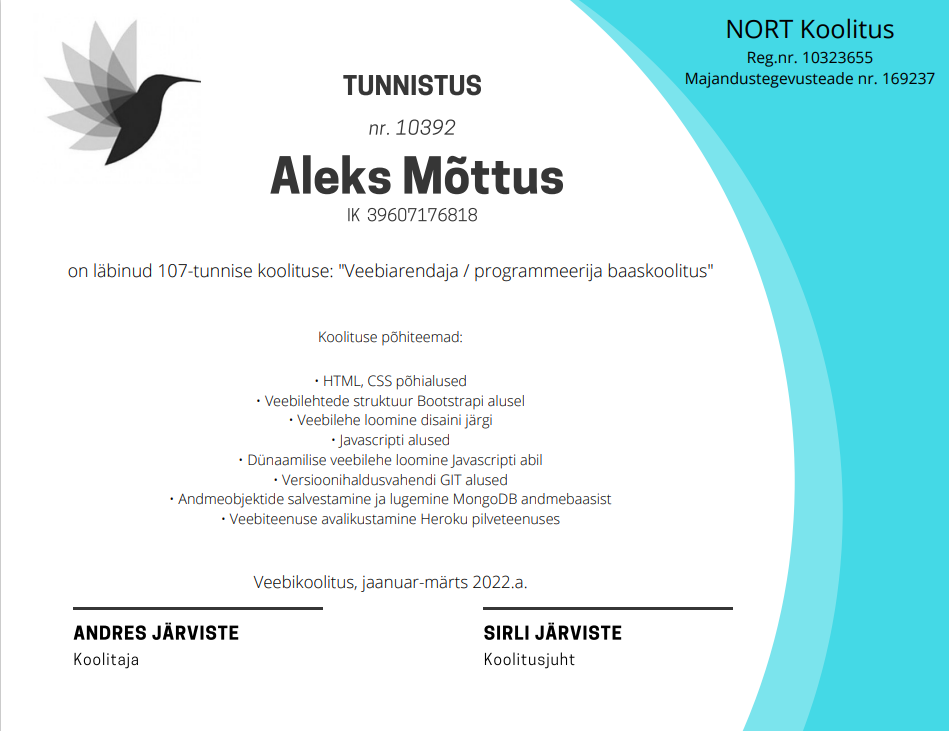 NORT Koolitus
Reg.nr. 10323655
Majandustegevusteade nr. 169237
TUNNISTUS
nr. 10392
Aleks Mõttus
IK 39607176818
on läbinud 107-tunnise koolituse: "Veebiarendaja / programmeerija baaskoolitus"
Koolituse põhiteemad:
• HTML, CSS põhialused
• Veebilehtede struktuur Bootstrapi alusel
• Veebilehe loomine disaini järgi
• Javascripti alused
• Dünaamilise veebilehe loomine Javascripti abil
• Versioonihaldusvahendi GIT alused
• Andmeobjektide salvestamine ja lugemine MongoDB andmebaasist
• Veebiteenuse avalikustamine Heroku pilveteenuses
Veebikoolitus, jaanuar-märts 2022.a.
ANDRES JÄRVISTE
Koolitaja
SIRLI JÄRVISTE
Koolitusjuht